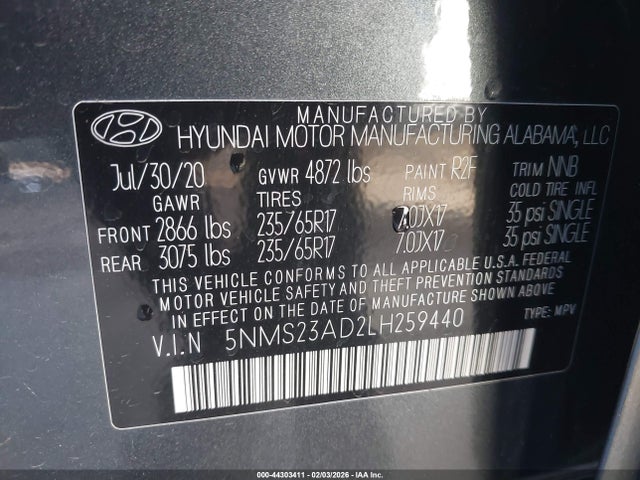 MANUFACTURED BY
HYUNDAI MOTOR MANUFACTURING ALABAMA, LLC
Jul/30/20 GVWR 4872 lbs PAINT R2F TRIM NNB
GAWR TIRES RIMS COLD TIRE INFL
FRONT 2866 lbs 235/65R17 7.0JX17 35 psi SINGLE
REAR 3075 lbs 235/65R17 7.0JX17 35 psi SINGLE
THIS VEHICLE CONFORMS TO ALL APPLICABLE U.S.A. FEDERAL
MOTOR VEHICLE SAFETY AND THEFT PREVENTION STANDARDS
IN EFFECT ON THE DATE OF MANUFACTURE SHOWN ABOVE.
V.I.N 5NMS23AD2LH259440 TYPE: MPV
000-44303411 - 02/03/2026 - IAAI.com